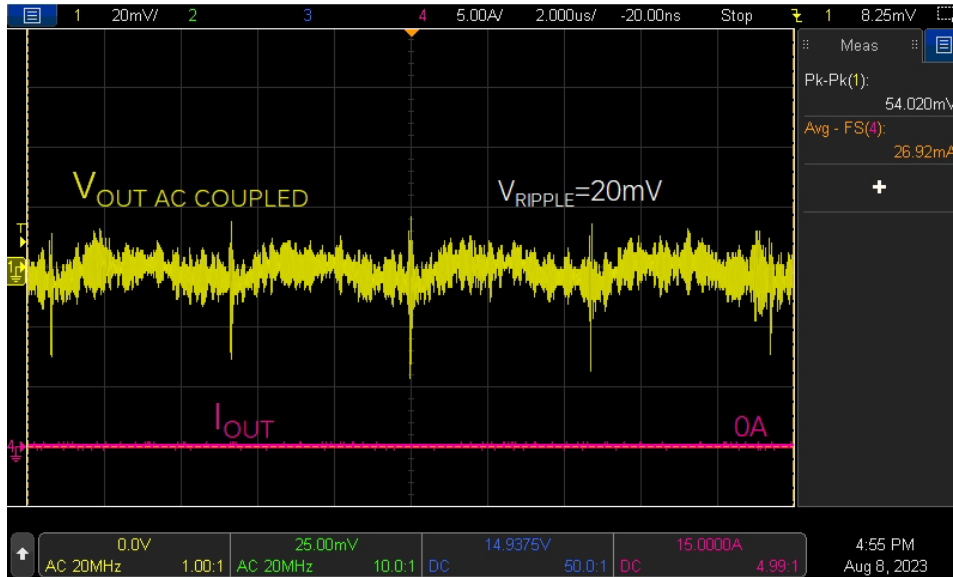 1 20mV/ 2 3 4 5.00A/ 2.000us/ -20.00ns Stop 1 8.25mV
Meas
Pk-Pk(1):
54.020mV
Avg - FS(4):
26.92mA
+
VOUT AC COUPLED
VRIPPLE=20mV
T
1
IOUT
0A
4
0.0V 25.00mV 14.9375V 15.0000A 4:55 PM
AC 20MHz 1.00:1 AC 20MHz 10.0:1 DC 50.0:1 DC 4.99:1 Aug 8, 2023